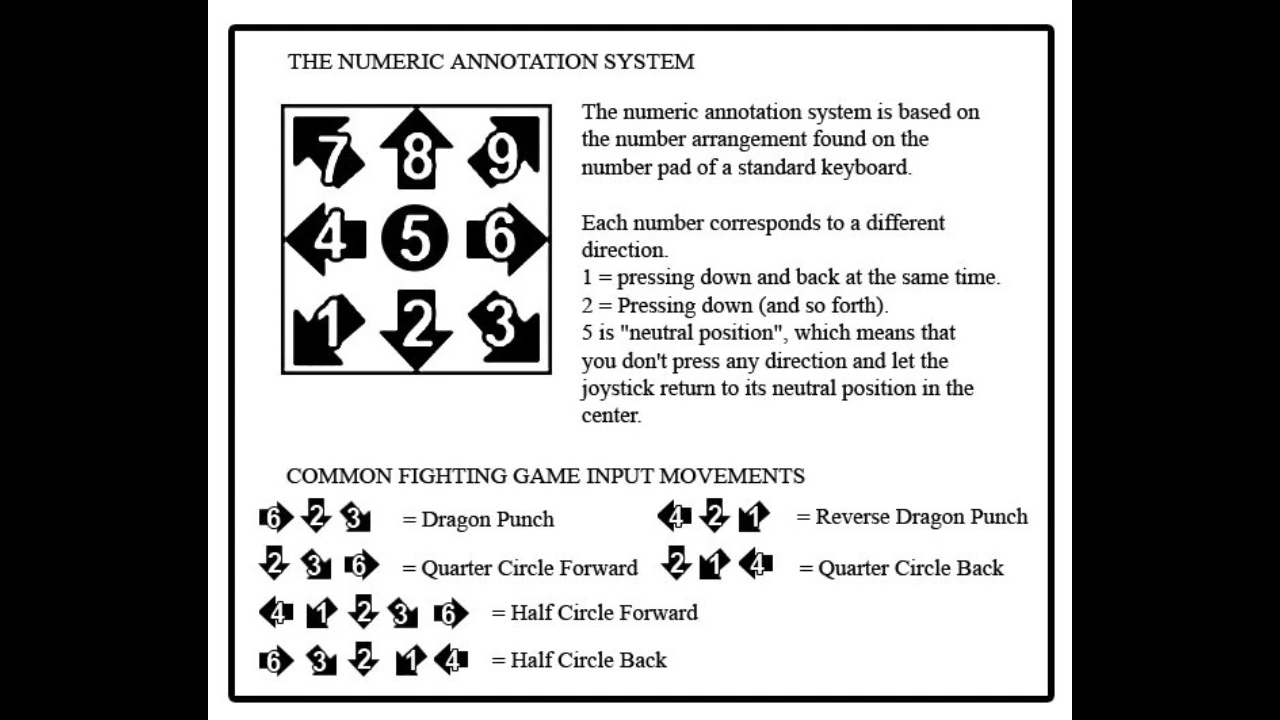 THE NUMERIC ANNOTATION SYSTEM
7 8 9
4 5 6
1 2 3
The numeric annotation system is based on
the number arrangement found on the
number pad of a standard keyboard.
Each number corresponds to a different
direction.
1 = pressing down and back at the same time.
2 = Pressing down (and so forth).
5 is "neutral position", which means that
you don't press any direction and let the
joystick return to its neutral position in the
center.
COMMON FIGHTING GAME INPUT MOVEMENTS
6 2 3 = Dragon Punch
4 2 1 = Reverse Dragon Punch
2 3 6 = Quarter Circle Forward
2 1 4 = Quarter Circle Back
4 1 2 3 6 = Half Circle Forward
6 3 2 1 4 = Half Circle Back